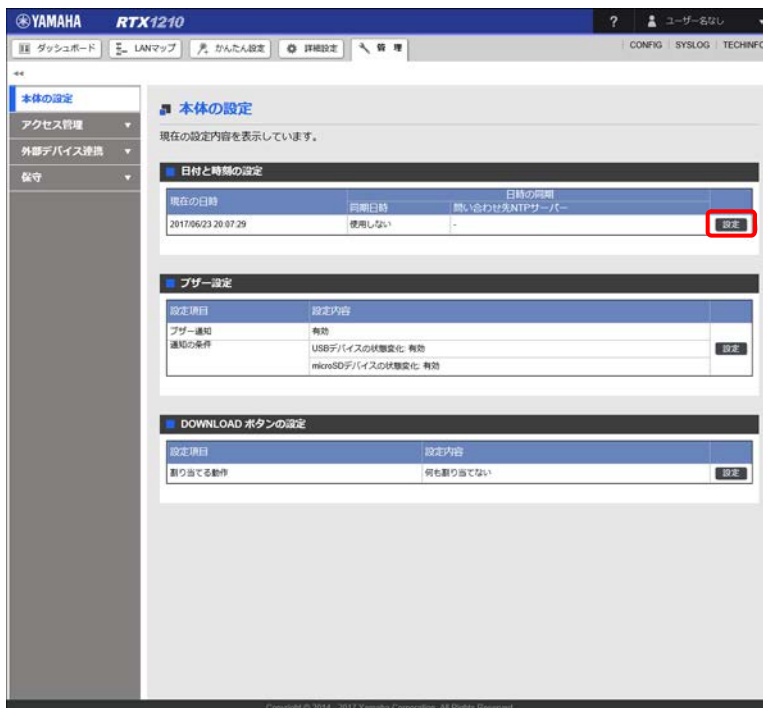 YAMAHA RTX1210 ? ユーザー名なし
ダッシュボード LANマップ かんたん設定 詳細設定 管理 CONFIG SYSLOG TECHINFO
本体の設定
アクセス管理
外部デバイス連携
保守
本体の設定
現在の設定内容を表示しています。
日付と時刻の設定
現在の日時 日時の同期
同期日時 問い合わせ先NTPサーバー
2017/06/23 20:07:29 使用しない - 設定
ブザー設定
設定項目 設定内容
ブザー通知 有効
通知の条件 USBデバイスの状態変化: 有効 設定
microSDデバイスの状態変化: 有効
DOWNLOAD ボタンの設定
設定項目 設定内容
割り当てる動作 何も割り当てない 設定
Copyright © 2014 - 2017 Yamaha Corporation. All Rights Reserved.